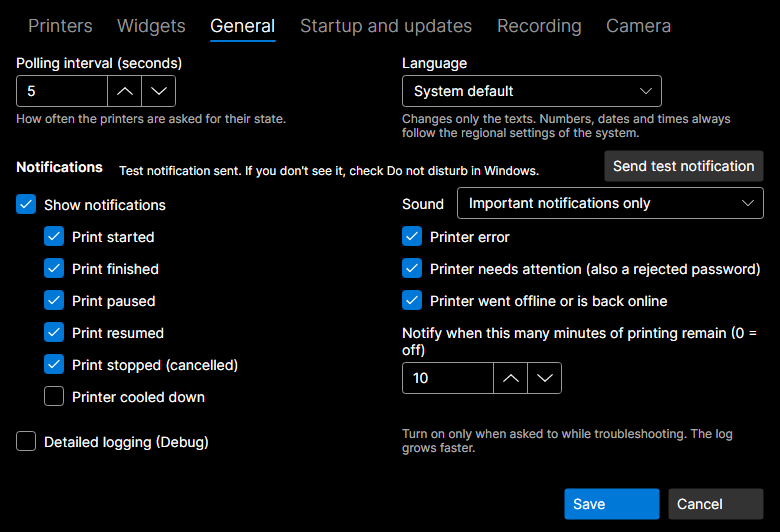 Printers Widgets General Startup and updates Recording Camera
Polling interval (seconds)
5
How often the printers are asked for their state.
Language
System default
Changes only the texts. Numbers, dates and times always
follow the regional settings of the system.
Notifications Test notification sent. If you don't see it, check Do not disturb in Windows. Send test notification
Show notifications
Print started
Print finished
Print paused
Print resumed
Print stopped (cancelled)
Printer cooled down
Sound Important notifications only
Printer error
Printer needs attention (also a rejected password)
Printer went offline or is back online
Notify when this many minutes of printing remain (0 =
off)
10
Detailed logging (Debug)
Turn on only when asked to while troubleshooting. The log
grows faster.
Save Cancel